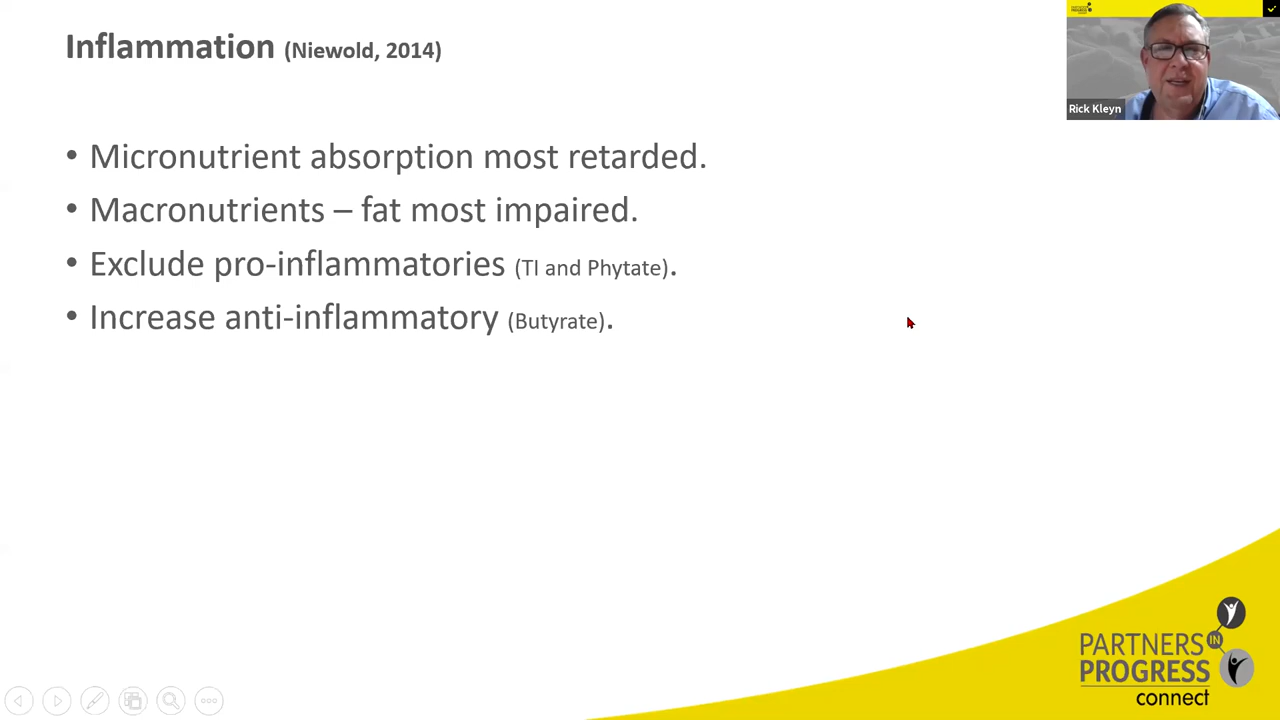 Inflammation (Niewold, 2014)
• Micronutrient absorption most retarded.
• Macronutrients – fat most impaired.
• Exclude pro-inflammatories (TI and Phytate).
• Increase anti-inflammatory (Butyrate).
Rick Kleyn
PARTNERS IN
PROGRESS
connect